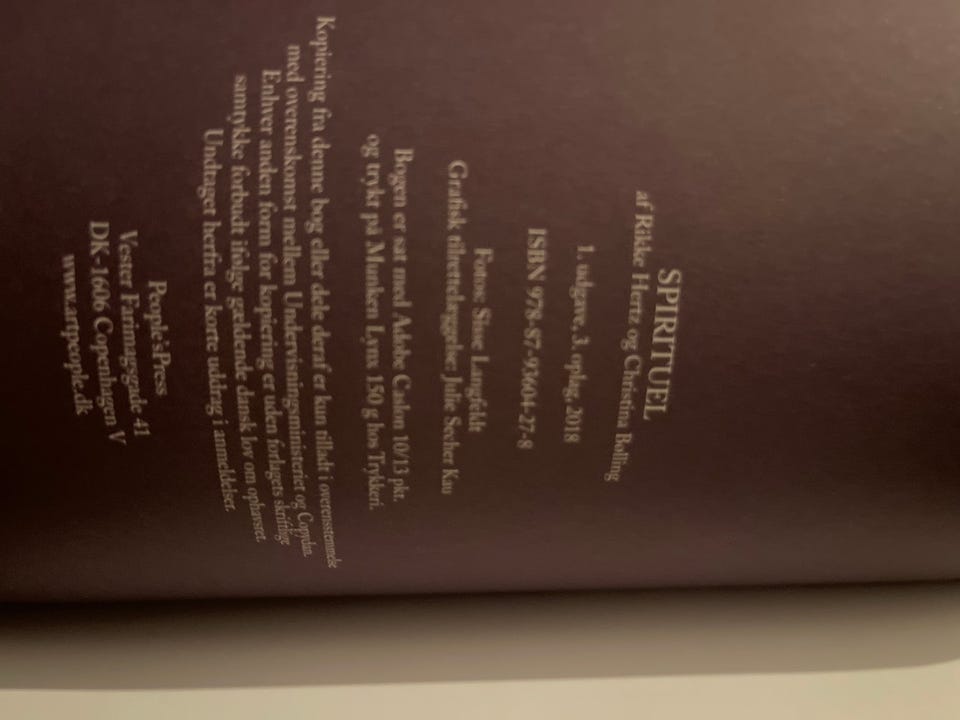 SPIRITUEL
af Rikke Hertz og Christina Bølling
1. udgave, 3. oplag, 2018
ISBN 978-87-93604-27-8
Fotos: Sine Langfeldt
Grafisk tilrettelæggelse: Julie Søcher Kau
Bogen er sat med Adobe Caslon 10/13 pkt.
og trykt på Munken Lynx 150 g hos Trykkeri.
Kopiering fra denne bog eller dele deraf er kun tilladt i overensstemmelse
med overenskomst mellem Undervisningsministeriet og Copydan.
Enhver anden form for kopiering er uden forlagets skriftlige
samtykke forbudt ifølge gældende dansk lov om ophavsret.
Undtaget herfra er korte uddrag i anmeldelser.
People'sPress
Vester Farimagsgade 41
DK-1606 Copenhagen V
www.artpeople.dk